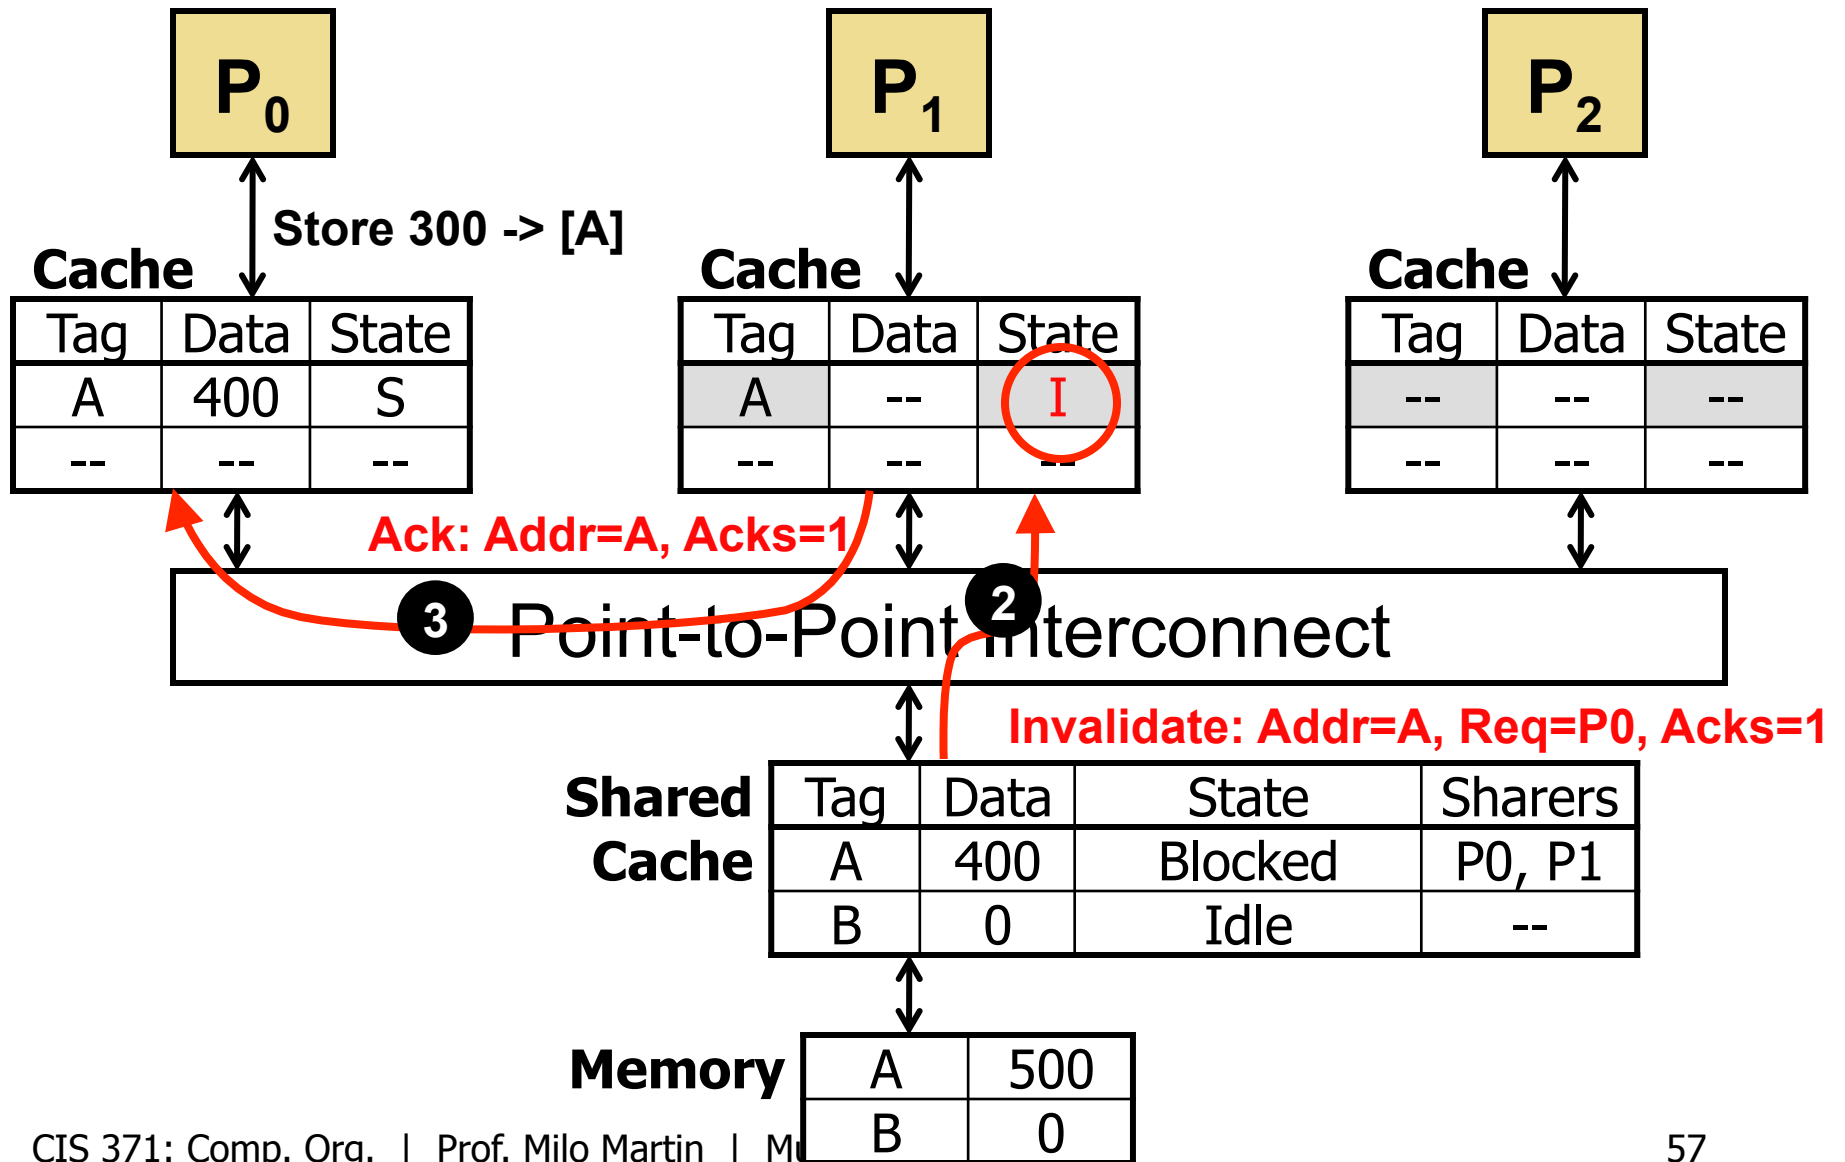 P0 P1 P2
Store 300 -> [A]
Cache Cache Cache
Tag Data State Tag Data State Tag Data State
A 400 S A -- I -- -- --
-- -- -- -- -- -- -- -- --
Ack: Addr=A, Acks=1
3 Point-to-Point 2 Interconnect
Invalidate: Addr=A, Req=P0, Acks=1
Shared Tag Data State Sharers
Cache A 400 Blocked P0, P1
B 0 Idle --
Memory A 500
B 0
CIS 371: Comp. Org. | Prof. Milo Martin | 57